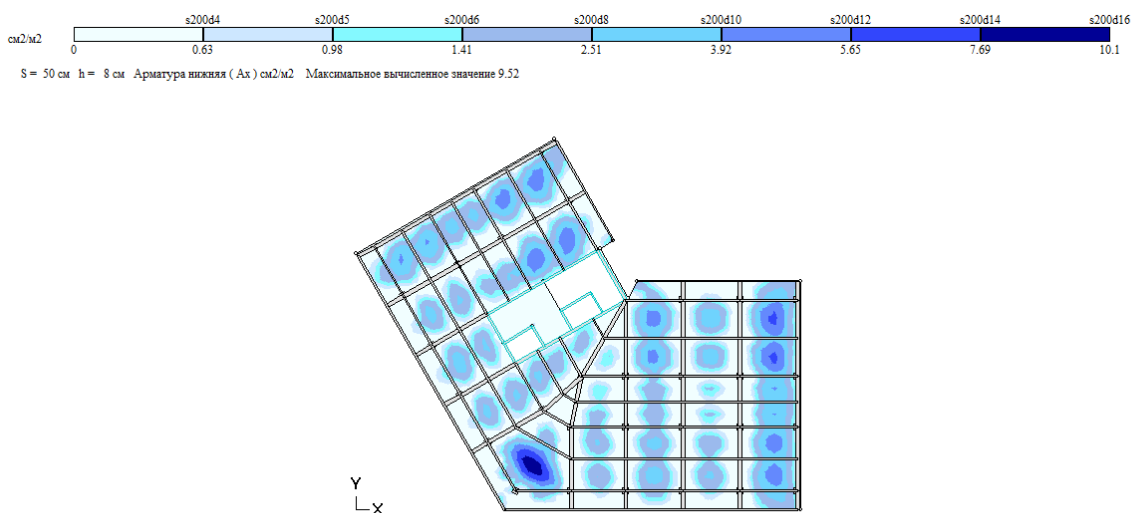 s200d4 s200d5 s200d6 s200d8 s200d10 s200d12 s200d14 s200d16
см2/м2
0 0.63 0.98 1.41 2.51 3.92 5.65 7.69 10.1
S = 50 см h = 8 см Арматура нижняя ( Ax ) см2/м2 Максимальное вычисленное значение 9.52
Y
X